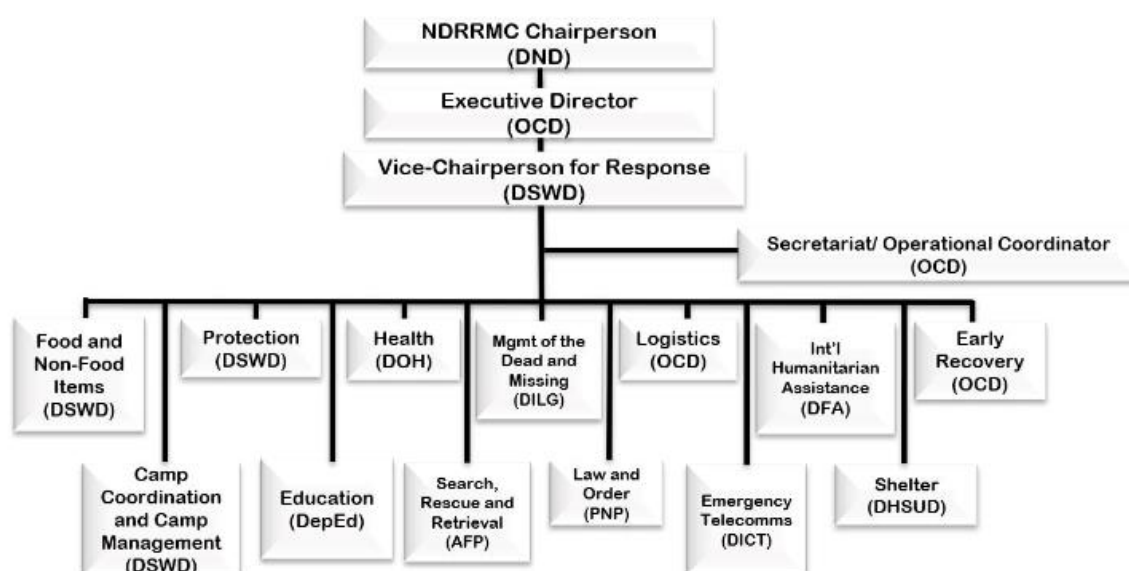 NDRRMC Chairperson
(DND)
Executive Director
(OCD)
Vice-Chairperson for Response
(DSWD)
Secretariat/ Operational Coordinator
(OCD)
Food and
Non-Food
Items
(DSWD)
Protection
(DSWD)
Health
(DOH)
Mgmt of the
Dead and
Missing
(DILG)
Logistics
(OCD)
Int'l
Humanitarian
Assistance
(DFA)
Early
Recovery
(OCD)
Camp
Coordination
and Camp
Management
(DSWD)
Education
(DepEd)
Search,
Rescue and
Retrieval
(AFP)
Law and
Order
(PNP)
Emergency
Telecomms
(DICT)
Shelter
(DHSUD)